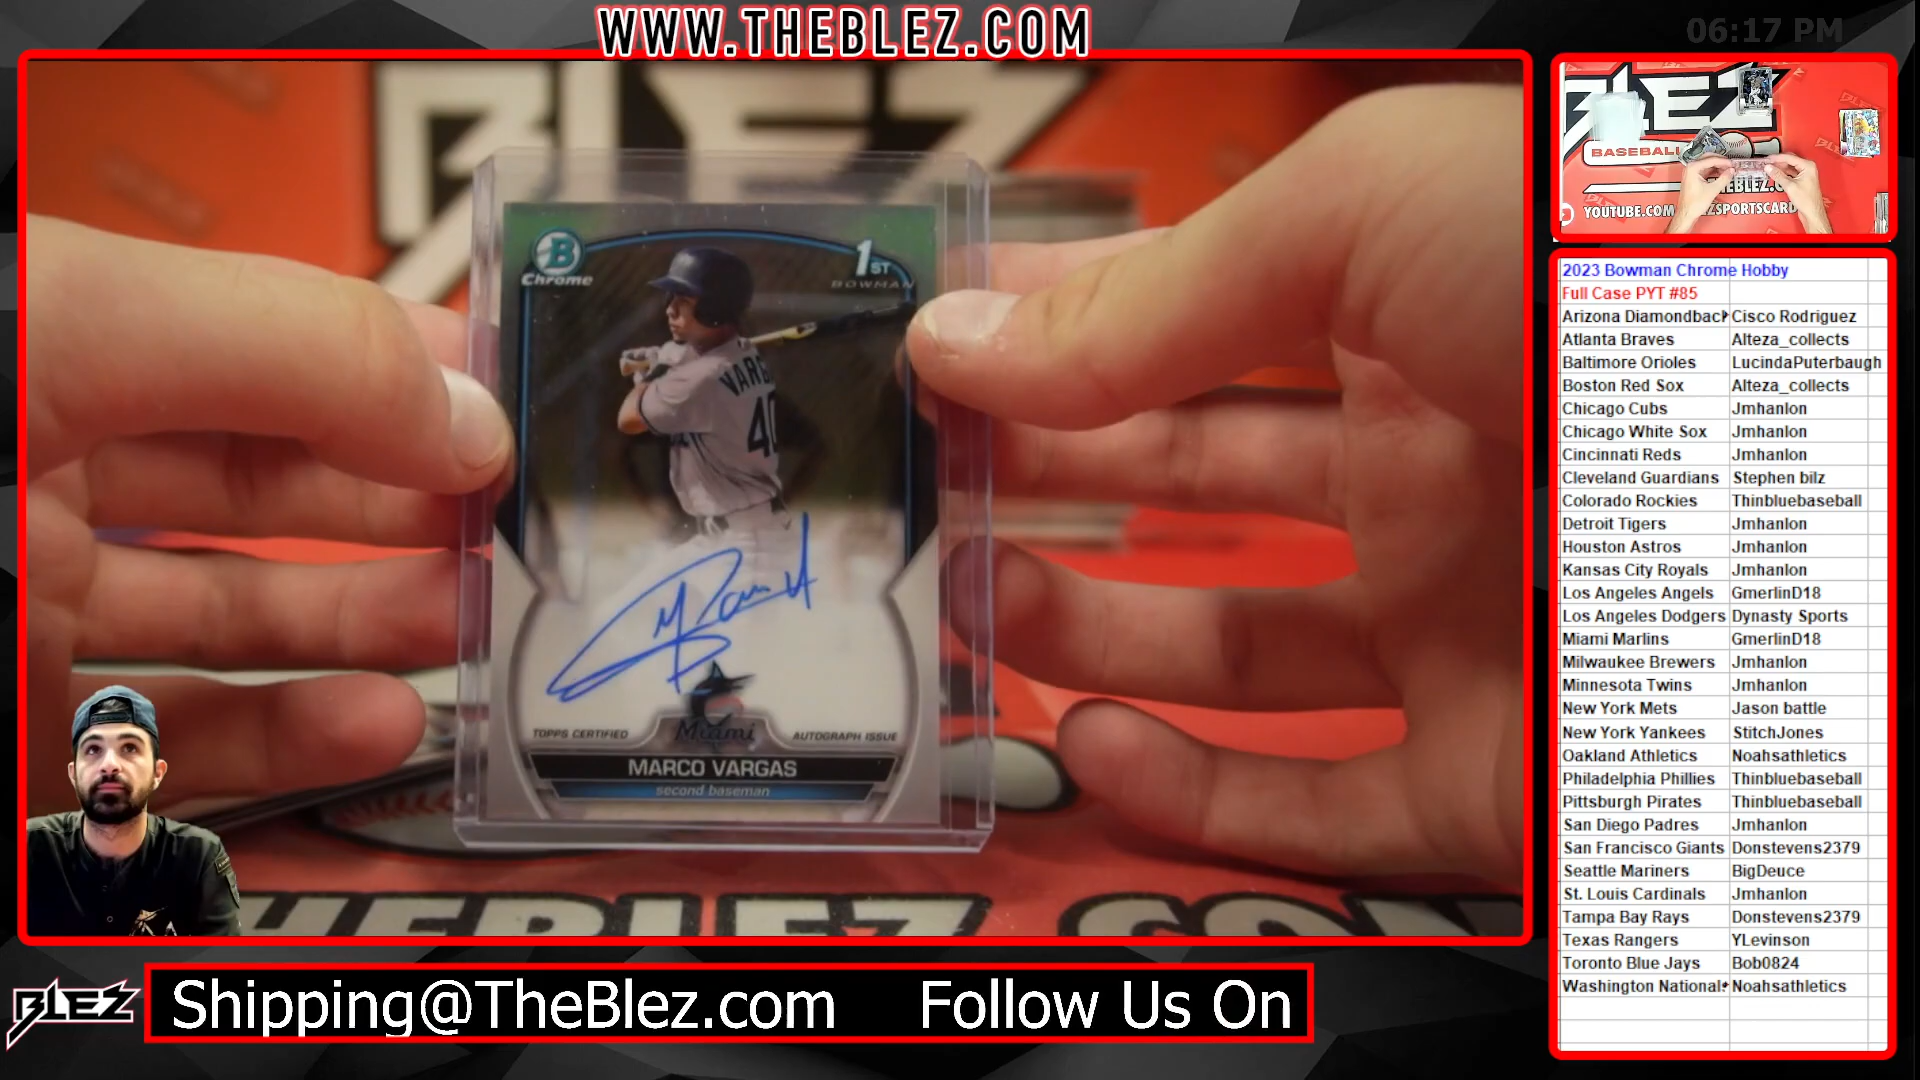 WWW.THEBLEZ.COM
06:17 PM
BLEZ
B
Chrome
1ST
BOWMAN
40
TOPPS CERTIFIED
Miami
AUTOGRAPH ISSUE
MARCO VARGAS
second baseman
THEBLEZ.COM
BLEZ
BASEBALL
YOUTUBE.COM
2023 Bowman Chrome Hobby
Full Case PYT #85
Arizona Diamondback Cisco Rodriguez
Atlanta Braves Alteza_collects
Baltimore Orioles LucindaPuterbaugh
Boston Red Sox Alteza_collects
Chicago Cubs Jmhanlon
Chicago White Sox Jmhanlon
Cincinnati Reds Jmhanlon
Cleveland Guardians Stephen bilz
Colorado Rockies Thinbluebaseball
Detroit Tigers Jmhanlon
Houston Astros Jmhanlon
Kansas City Royals Jmhanlon
Los Angeles Angels GmerlinD18
Los Angeles Dodgers Dynasty Sports
Miami Marlins GmerlinD18
Milwaukee Brewers Jmhanlon
Minnesota Twins Jmhanlon
New York Mets Jason battle
New York Yankees StitchJones
Oakland Athletics Noahsathletics
Philadelphia Phillies Thinbluebaseball
Pittsburgh Pirates Thinbluebaseball
San Diego Padres Jmhanlon
San Francisco Giants Donstevens2379
Seattle Mariners BigDeuce
St. Louis Cardinals Jmhanlon
Tampa Bay Rays Donstevens2379
Texas Rangers YLevinson
Toronto Blue Jays Bob0824
Washington Nationals Noahsathletics
BLEZ
Shipping@TheBlez.com Follow Us On